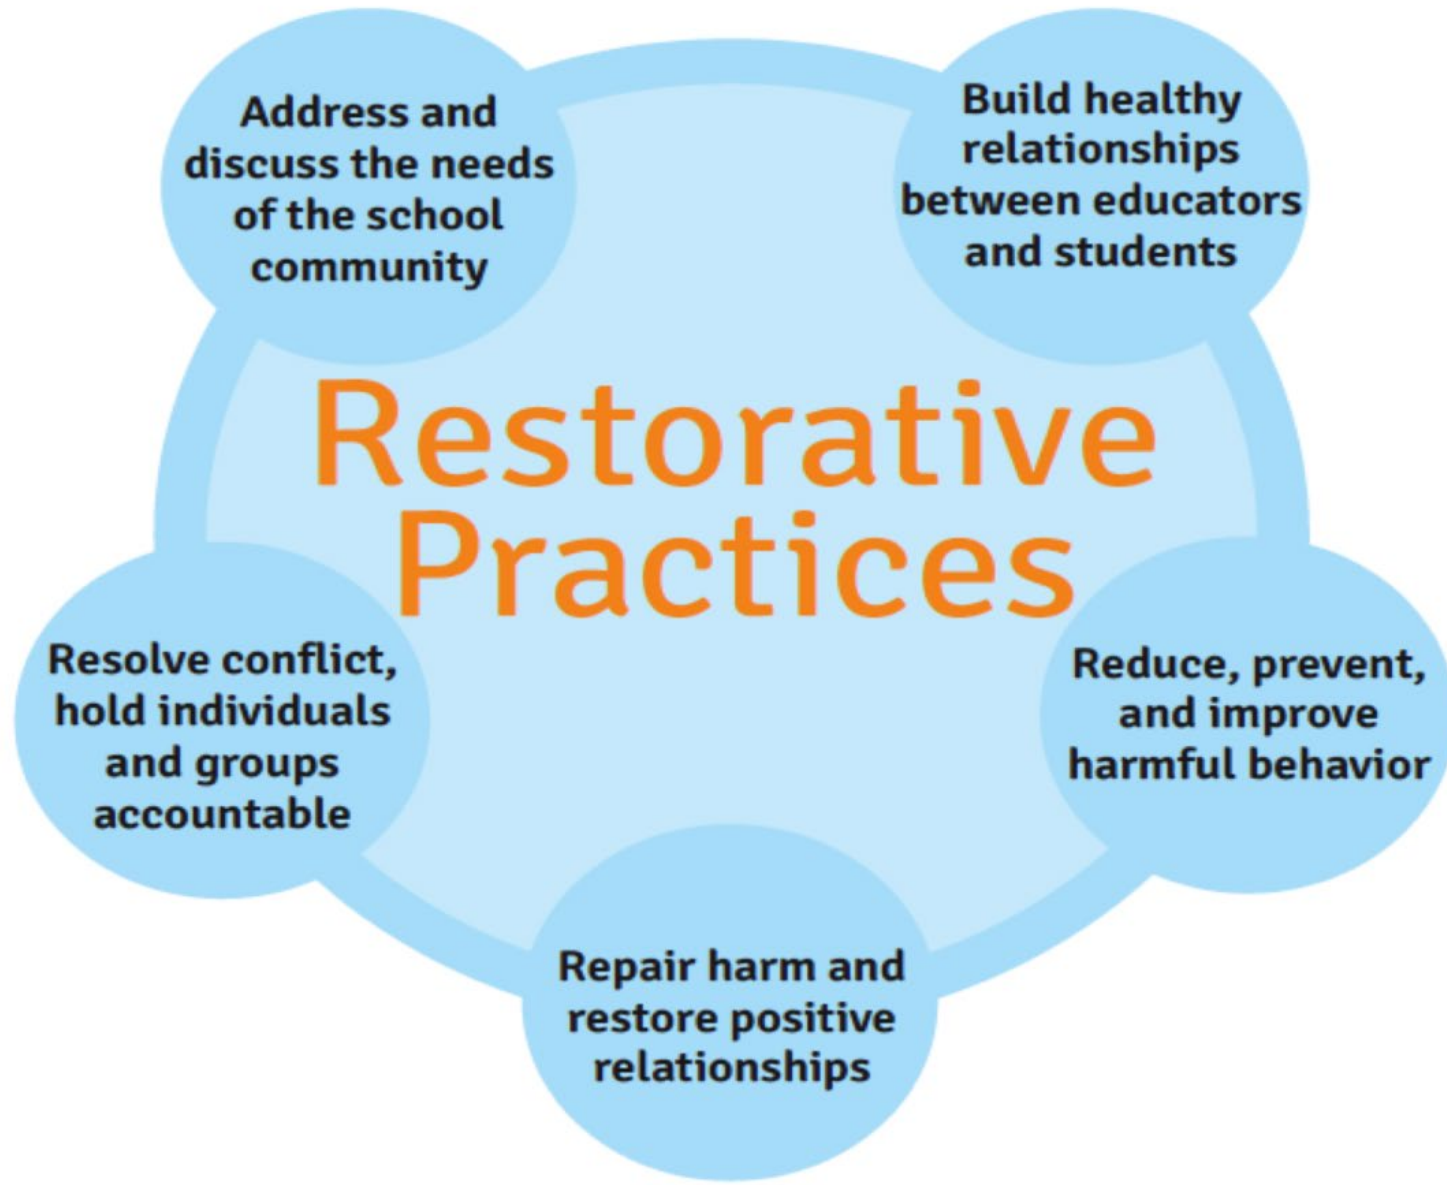 Address and
discuss the needs
of the school
community
Build healthy
relationships
between educators
and students
Restorative
Practices
Resolve conflict,
hold individuals
and groups
accountable
Reduce, prevent,
and improve
harmful behavior
Repair harm and
restore positive
relationships